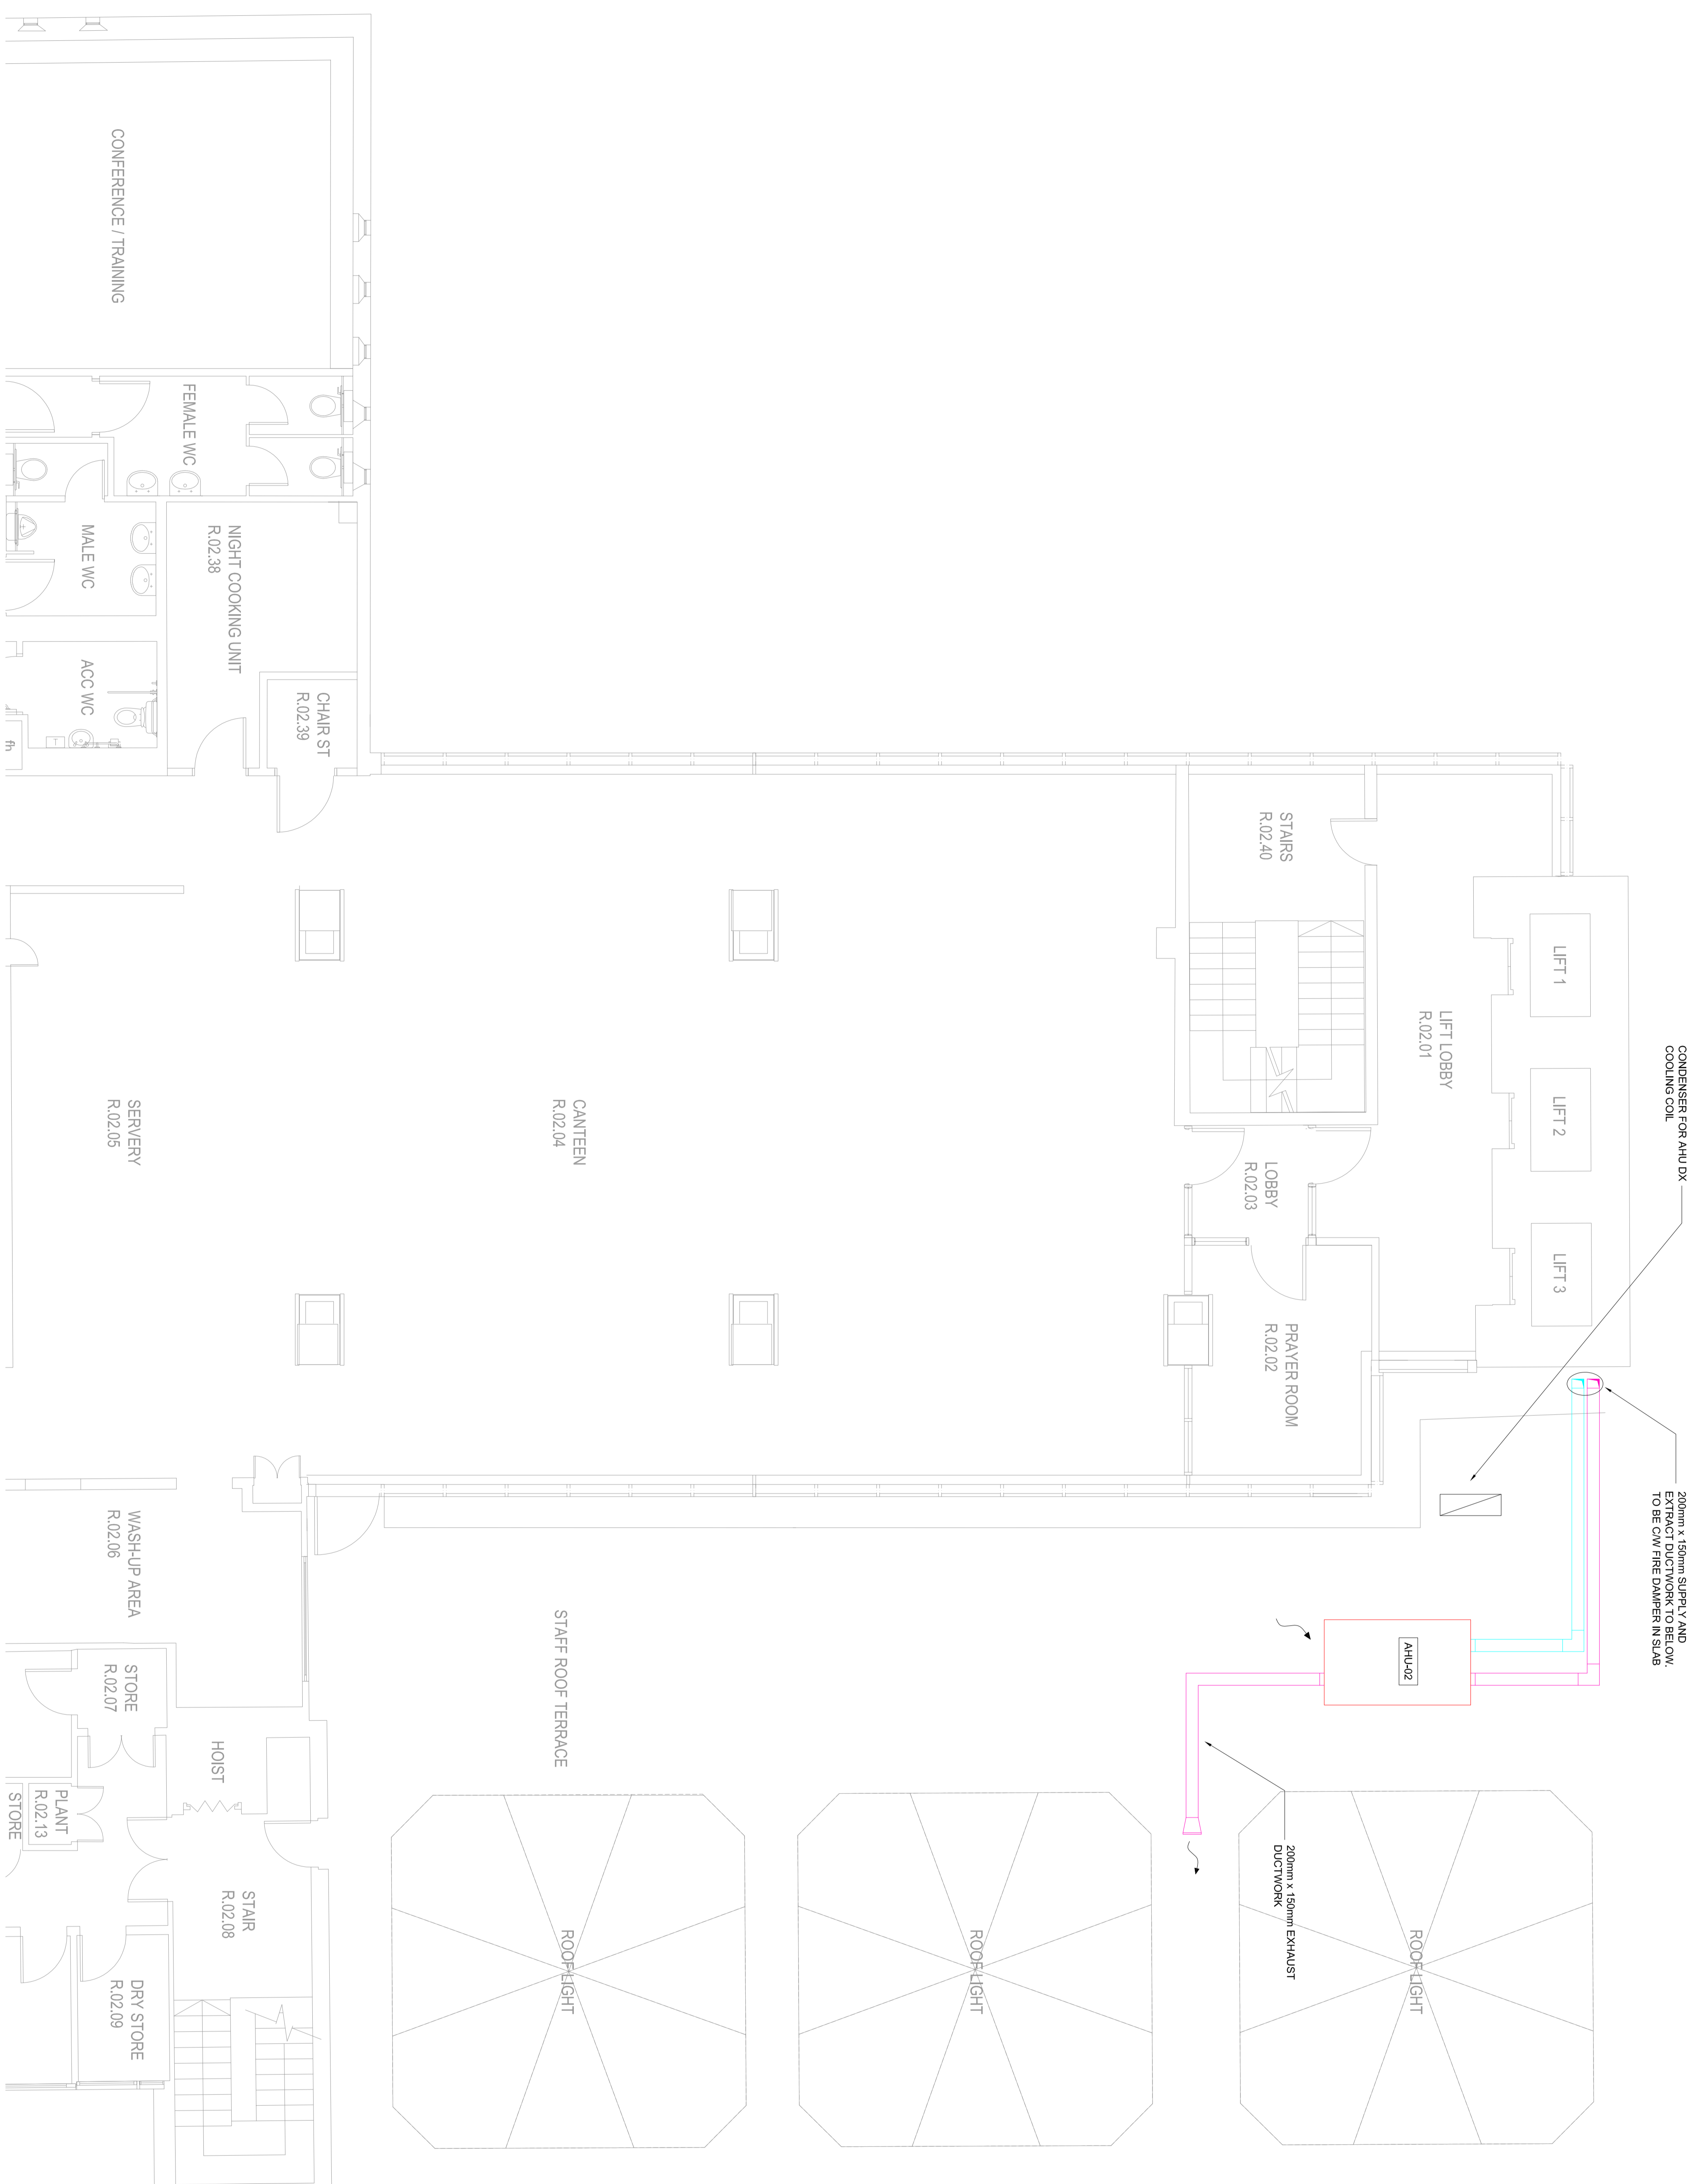 CONDENSER FOR AHU DX
COOLING COIL
200mm x 150mm SUPPLY AND
EXTRACT DUCTWORK TO BELOW.
TO BE C/W FIRE DAMPER IN SLAB
LIFT 1
LIFT 2
LIFT 3
LIFT LOBBY
R.02.01
AHU-02
ROOF LIGHT
STAIRS
R.02.40
LOBBY
R.02.03
PRAYER ROOM
R.02.02
200mm x 150mm EXHAUST
DUCTWORK
ROOF LIGHT
CANTEEN
R.02.04
STAFF ROOF TERRACE
ROOF LIGHT
CHAIR ST
R.02.39
NIGHT COOKING UNIT
R.02.38
FEMALE WC
HOIST
STAIR
R.02.08
CONFERENCE / TRAINING
MALE WC
ACC WC
SERVERY
R.02.05
WASH-UP AREA
R.02.06
STORE
R.02.07
DRY STORE
R.02.09
PLANT
R.02.13
STORE
fh